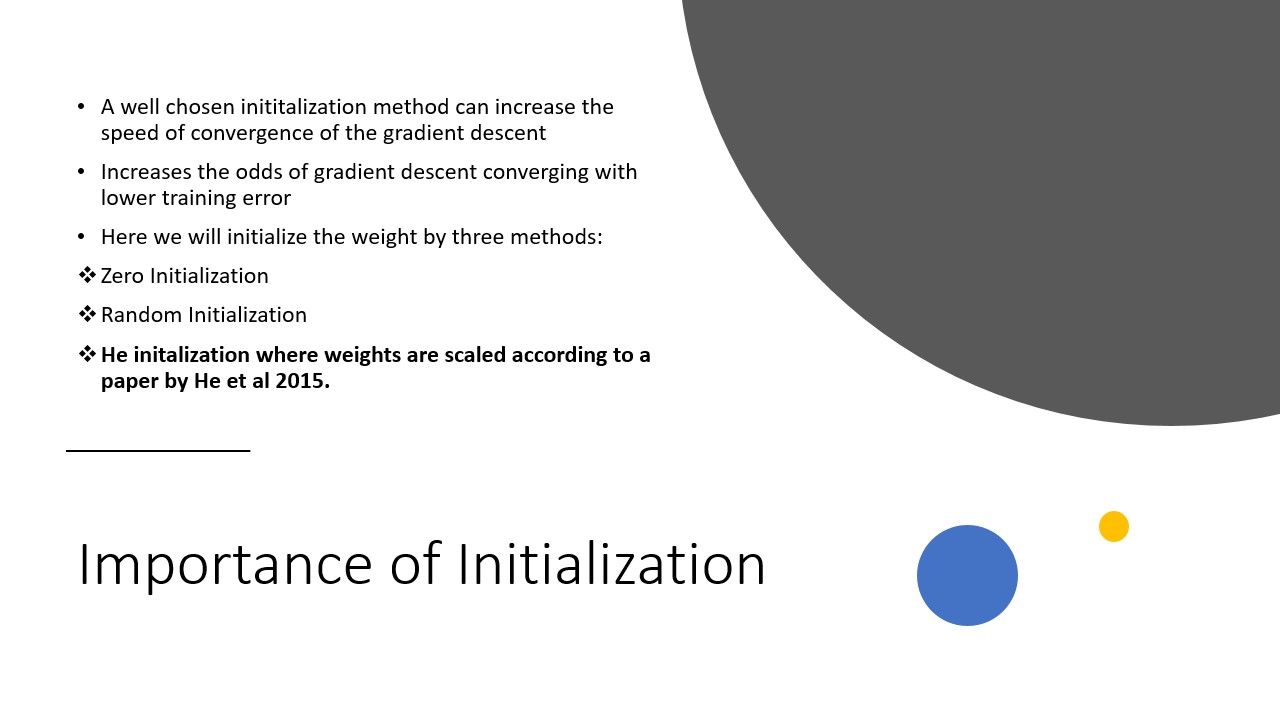 • A well chosen inititalization method can increase the
speed of convergence of the gradient descent
• Increases the odds of gradient descent converging with
lower training error
• Here we will initialize the weight by three methods:
❖ Zero Initialization
❖ Random Initialization
❖ He initalization where weights are scaled according to a
paper by He et al 2015.
Importance of Initialization